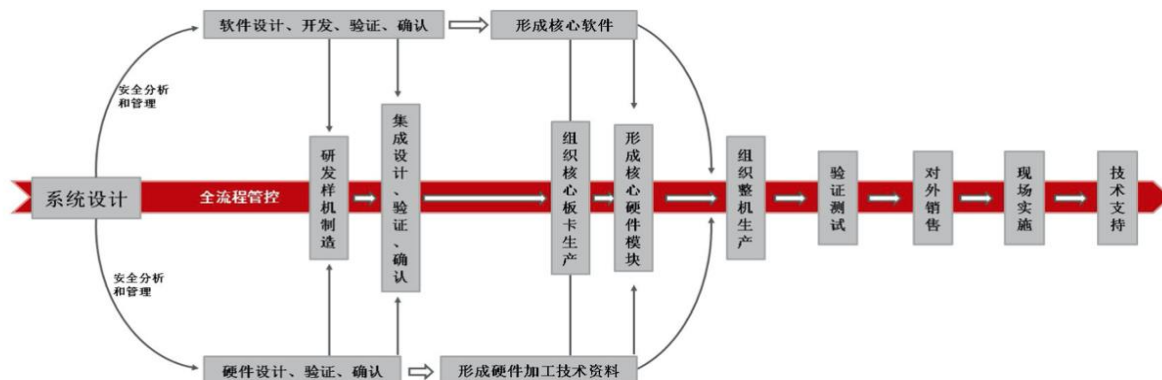 软件设计、开发、验证、确认
形成核心软件
安全分析
和管理
系统设计
全流程管控
研发样机制造
集成设计、验证、确认
组织核心板卡生产
形成核心硬件模块
组织整机生产
验证测试
对外销售
现场实施
技术支持
安全分析
和管理
硬件设计、验证、确认
形成硬件加工技术资料